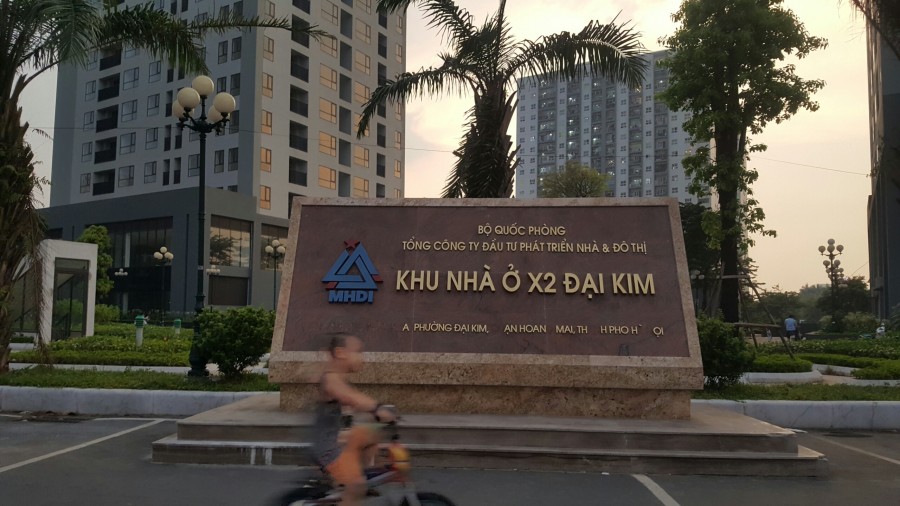 BỘ QUỐC PHÒNG
TỔNG CÔNG TY ĐẦU TƯ PHÁT TRIỂN NHÀ & ĐÔ THỊ
MHDI
KHU NHÀ Ở X2 ĐẠI KIM
PHƯỜNG ĐẠI KIM,